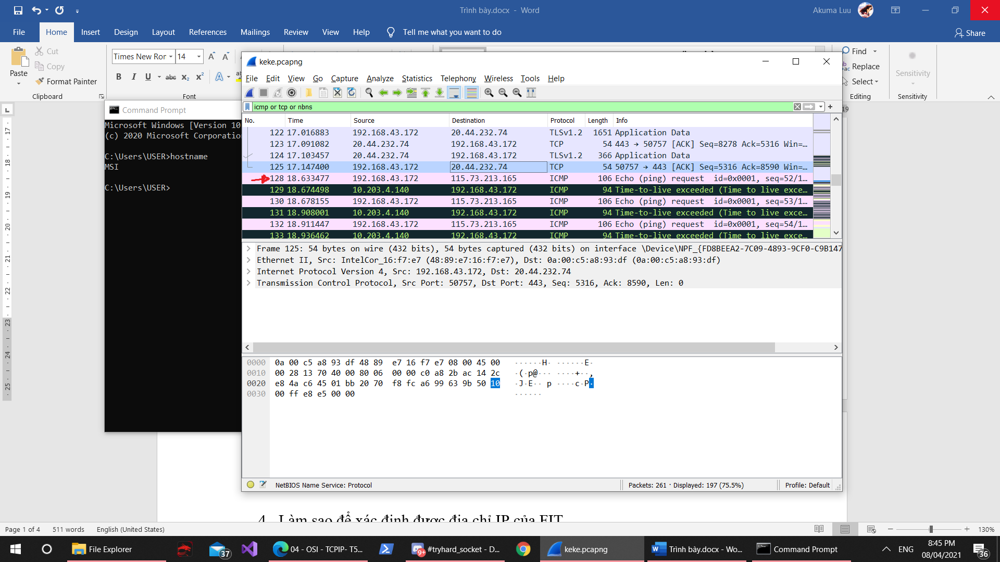 Trình bày.docx - Word
Akuma Luu
File Home Insert Design Layout References Mailings Review View Help Tell me what you want to do
Share
Paste
Cut
Copy
Format Painter
Clipboard
Times New Ror 14
B I U abc x₂ x² A
Font
Find
Replace
Select
Editing
Sensitivity
Sensitivity
keke.pcapng
File Edit View Go Capture Analyze Statistics Telephony Wireless Tools Help
icmp or tcp or nbns
No. Time Source Destination Protocol Length Info
122 17.016883 192.168.43.172 20.44.232.74 TLSv1.2 1651 Application Data
123 17.091082 20.44.232.74 192.168.43.172 TCP 54 443 → 50757 [ACK] Seq=8278 Ack=5316 Win=…
124 17.103457 20.44.232.74 192.168.43.172 TLSv1.2 366 Application Data
125 17.147400 192.168.43.172 20.44.232.74 TCP 54 50757 → 443 [ACK] Seq=5316 Ack=8590 Win=…
128 18.633477 192.168.43.172 115.73.213.165 ICMP 106 Echo (ping) request id=0x0001, seq=52/1…
129 18.674498 10.203.4.140 192.168.43.172 ICMP 94 Time-to-live exceeded (Time to live exce…
130 18.678155 192.168.43.172 115.73.213.165 ICMP 106 Echo (ping) request id=0x0001, seq=53/1…
131 18.908001 10.203.4.140 192.168.43.172 ICMP 94 Time-to-live exceeded (Time to live exce…
132 18.911447 192.168.43.172 115.73.213.165 ICMP 106 Echo (ping) request id=0x0001, seq=54/1…
133 18.936462 10.203.4.140 192.168.43.172 ICMP 94 Time-to-live exceeded (Time to live exce…
Frame 125: 54 bytes on wire (432 bits), 54 bytes captured (432 bits) on interface \Device\NPF_{FD8BEEA2-7C09-4893-9CF0-C9B147
Ethernet II, Src: IntelCor_16:f7:e7 (48:89:e7:16:f7:e7), Dst: 0a:00:c5:a8:93:df (0a:00:c5:a8:93:df)
Internet Protocol Version 4, Src: 192.168.43.172, Dst: 20.44.232.74
Transmission Control Protocol, Src Port: 50757, Dst Port: 443, Seq: 5316, Ack: 8590, Len: 0
0000 0a 00 c5 a8 93 df 48 89 e7 16 f7 e7 08 00 45 00 ······H· ······E·
0010 00 28 13 70 40 00 80 06 00 00 c0 a8 2b ac 14 2c ·(·p@··· ····+··,
0020 e8 4a c6 45 01 bb 20 70 f8 fc a6 99 63 9b 50 10 ·J·E·· p ····c·P·
0030 00 ff e8 e5 00 00 ······
NetBIOS Name Service: Protocol
Packets: 261 · Displayed: 197 (75.5%)
Profile: Default
Command Prompt
Microsoft Windows [Version 10
(c) 2020 Microsoft Corporatio
C:\Users\USER>hostname
MSI
C:\Users\USER>
17
18
19
20
21
22
23
24
25
19
4. Làm sao để xác định được địa chỉ IP của FIT
Page 1 of 4 511 words English (United States)
130%
File Explorer
37
04 - OSI - TCPIP- T5...
#tryhard_socket - D...
9+
keke.pcapng
Trình bày.docx - Wo...
Command Prompt
ENG
8:45 PM
08/04/2021
36